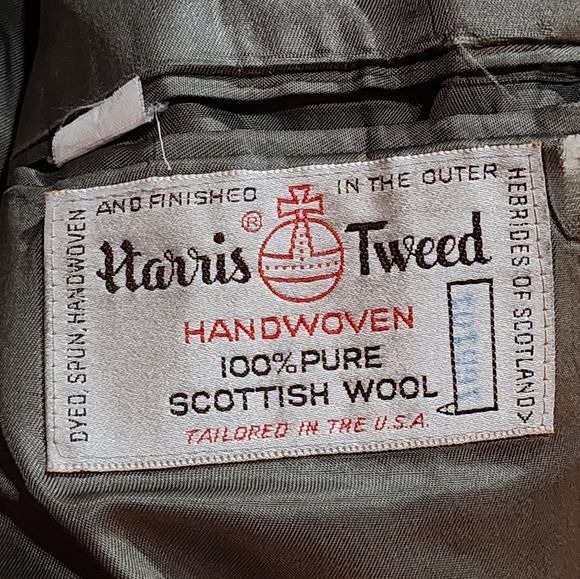 DYED, SPUN, HANDWOVEN
AND FINISHED IN THE OUTER
HEBRIDES OF SCOTLAND>
Harris® Tweed
HANDWOVEN
100% PURE
SCOTTISH WOOL
TAILORED IN THE U.S.A.